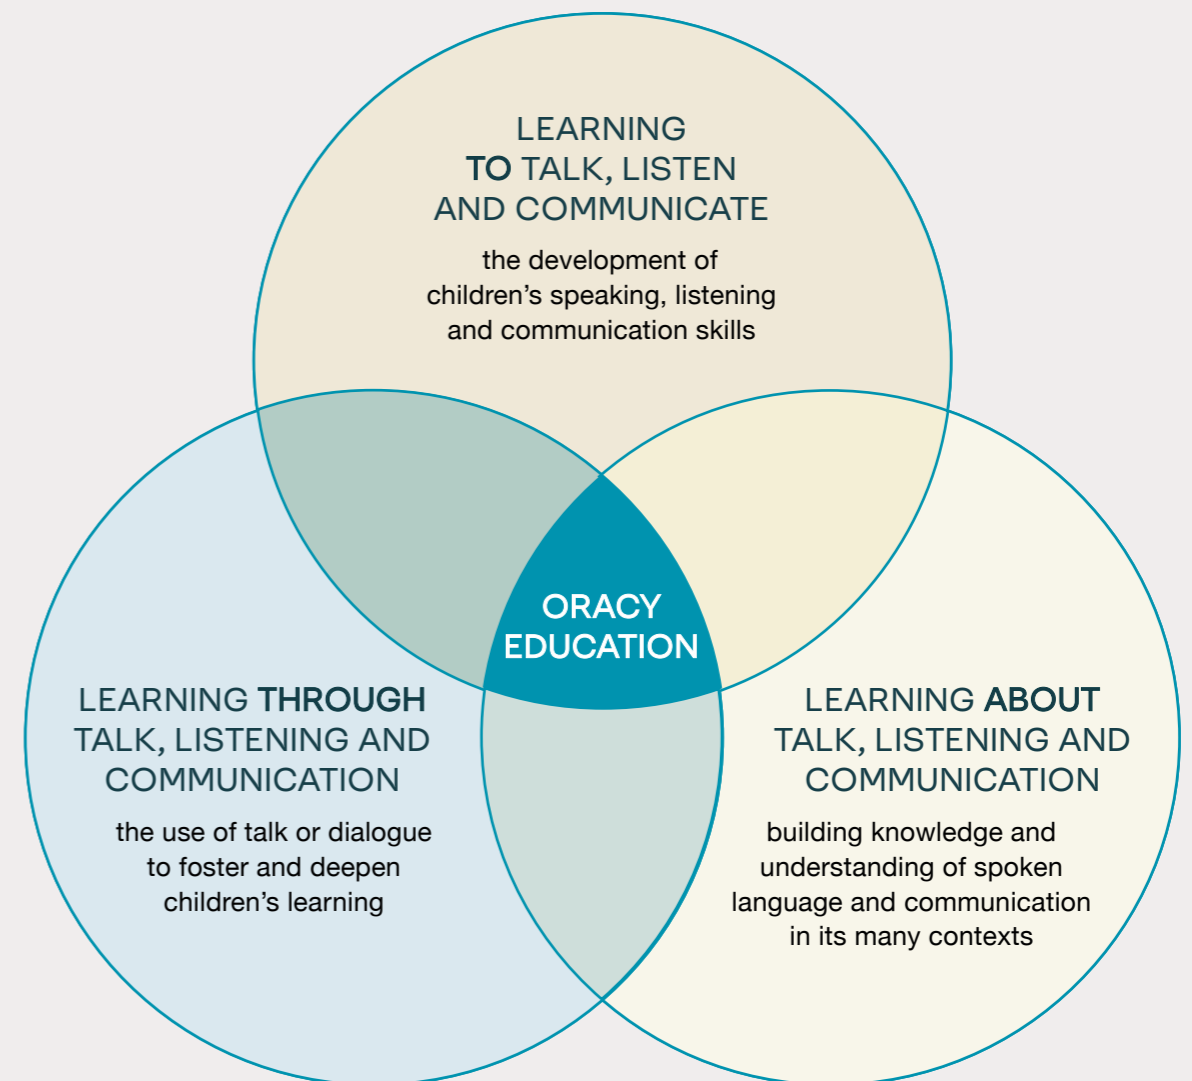 LEARNING
TO TALK, LISTEN
AND COMMUNICATE
the development of
children’s speaking, listening
and communication skills
ORACY
EDUCATION
LEARNING THROUGH
TALK, LISTENING AND
COMMUNICATION
the use of talk or dialogue
to foster and deepen
children’s learning
LEARNING ABOUT
TALK, LISTENING AND
COMMUNICATION
building knowledge and
understanding of spoken
language and communication
in its many contexts